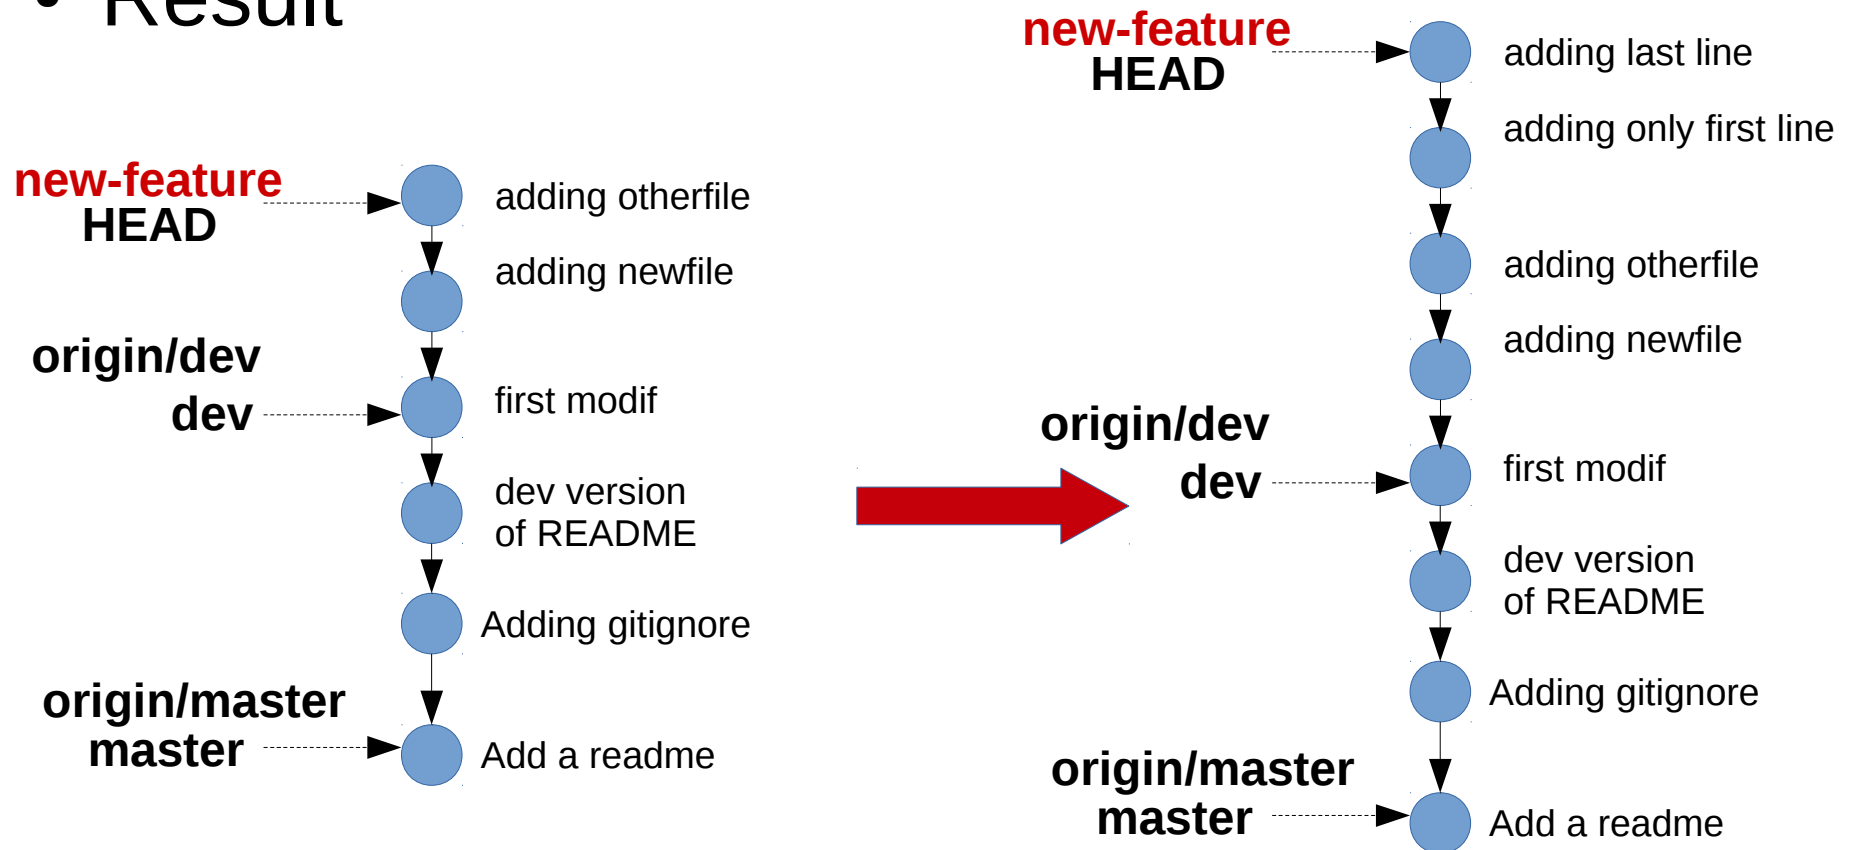 • Result
new-feature
HEAD
adding otherfile
adding newfile
origin/dev
dev
first modif
dev version
of README
Adding gitignore
origin/master
master
Add a readme
new-feature
HEAD
adding last line
adding only first line
adding otherfile
adding newfile
origin/dev
dev
first modif
dev version
of README
Adding gitignore
origin/master
master
Add a readme